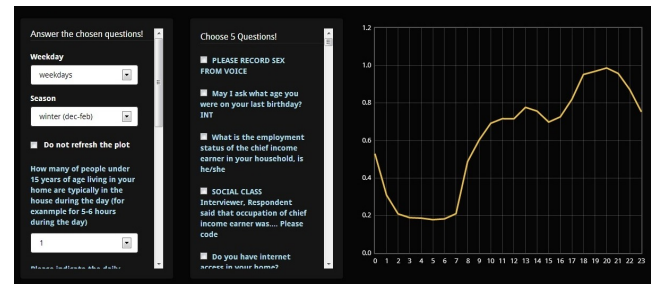 Answer the chosen questions!
Weekday
weekdays
Season
winter (dec-feb)
Do not refresh the plot
How many of people under
15 years of age living in your
home are typically in the
house during the day (for
exanmple for 5-6 hours
during the day)
1
Please indicate the daily
Choose 5 Questions!
PLEASE RECORD SEX
FROM VOICE
May I ask what age you
were on your last birthday?
INT
What is the employment
status of the chief income
earner in your household, is
he/she
SOCIAL CLASS
Interviewer, Respondent
said that occupation of chief
income earner was.... Please
code
Do you have internet
access in your home?
1.2
1.0
0.8
0.6
0.4
0.2
0.0
0 1 2 3 4 5 6 7 8 9 10 11 12 13 14 15 16 17 18 19 20 21 22 23